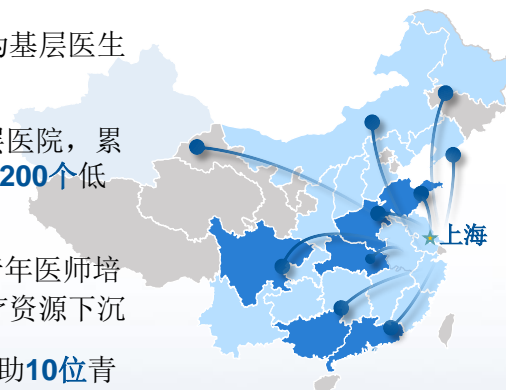 为基层医生
层医院，累
200个低
上海
青年医师培
疗资源下沉
助10位青